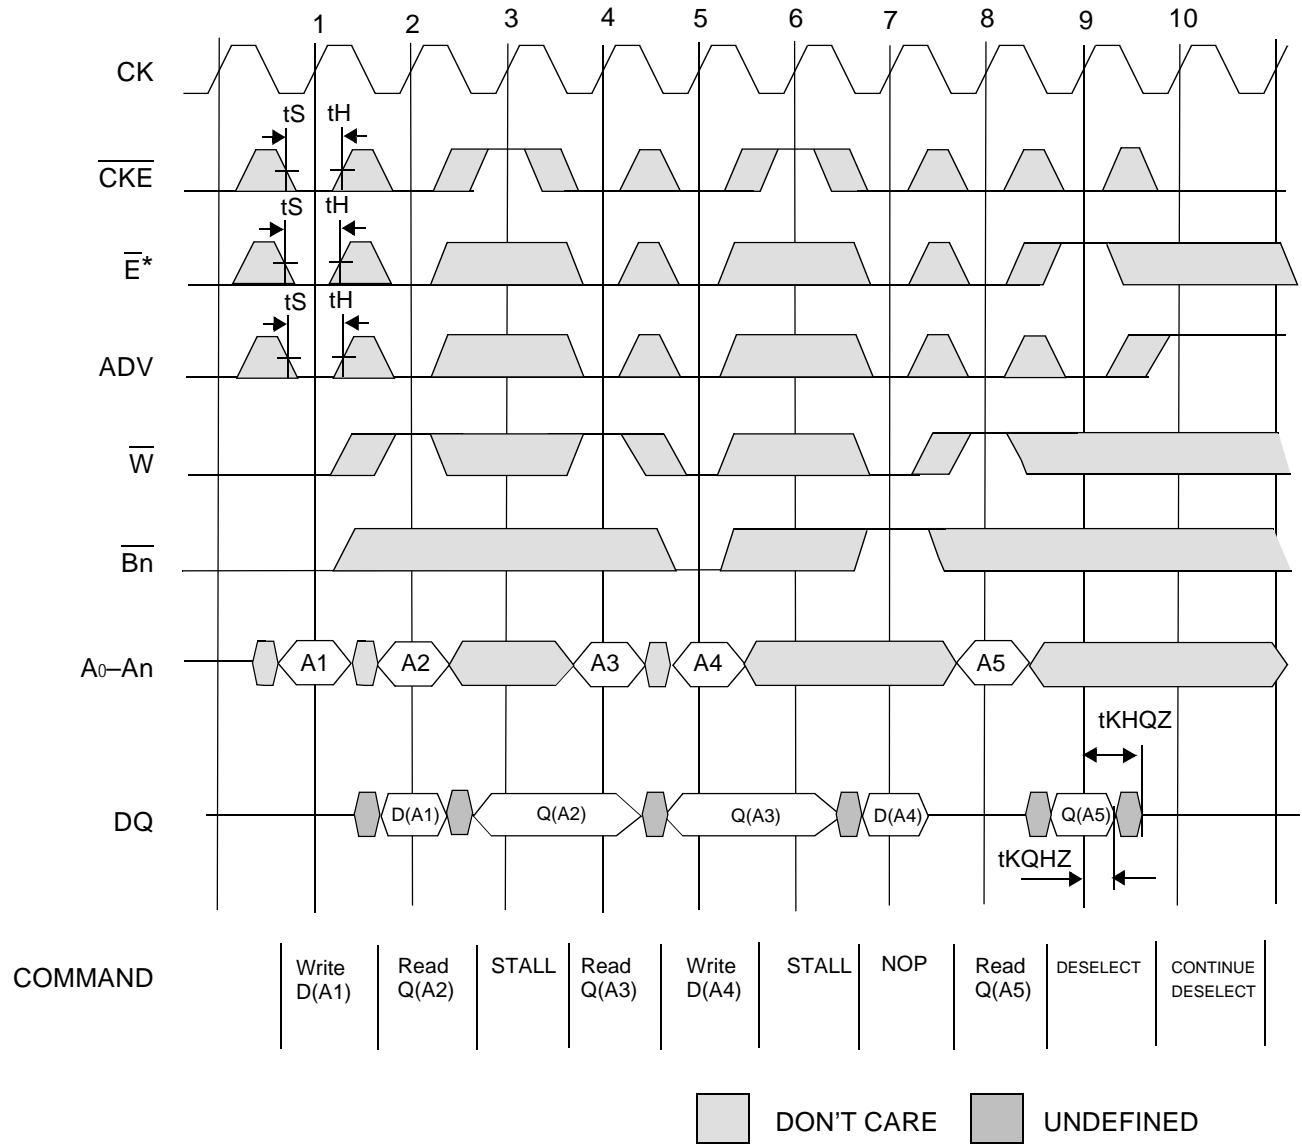 1 2 3 4 5 6 7 8 9 10
CK
tS tH
CKE
tS tH
E*
tS tH
ADV
W
Bn
A0–An A1 A2 A3 A4 A5
tKHQZ
DQ D(A1) Q(A2) Q(A3) D(A4) Q(A5)
tKQHZ
COMMAND
Write
D(A1)
Read
Q(A2)
STALL
Read
Q(A3)
Write
D(A4)
STALL
NOP
Read
Q(A5)
DESELECT
CONTINUE
DESELECT
DON'T CARE
UNDEFINED